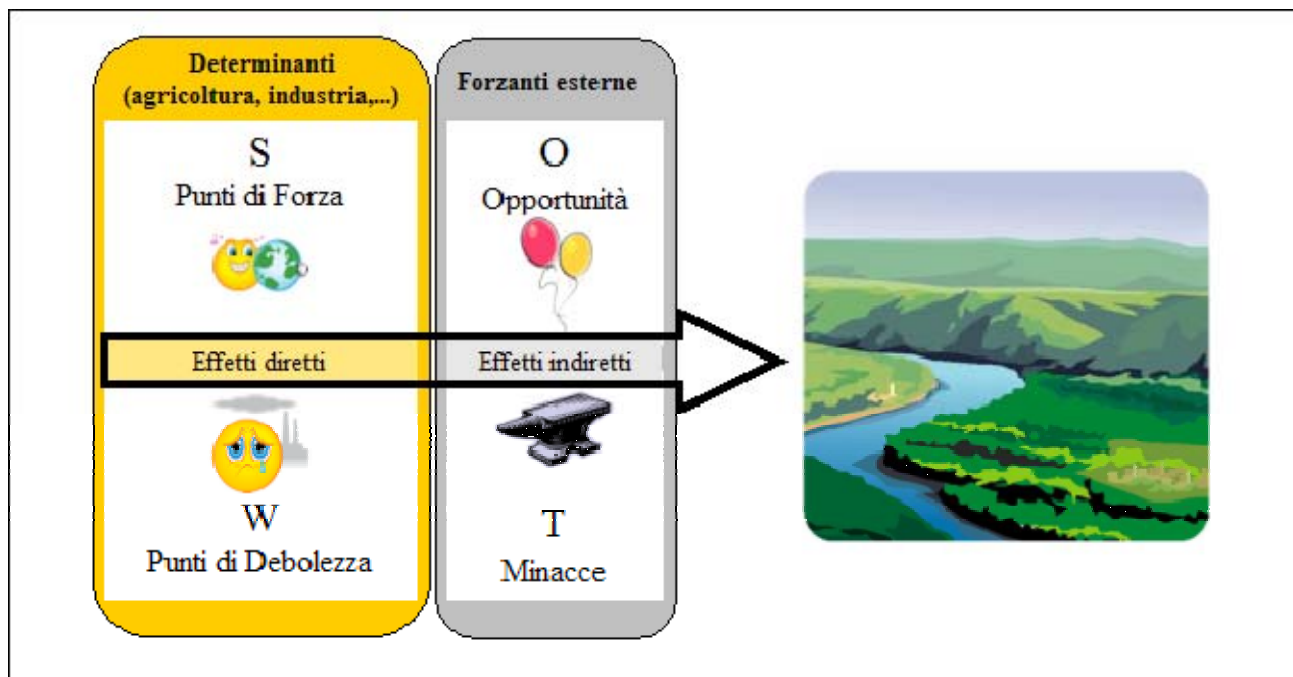 Determinanti
(agricoltura, industria,...)
S
Punti di Forza
Effetti diretti
W
Punti di Debolezza
Forzanti esterne
O
Opportunità
Effetti indiretti
T
Minacce